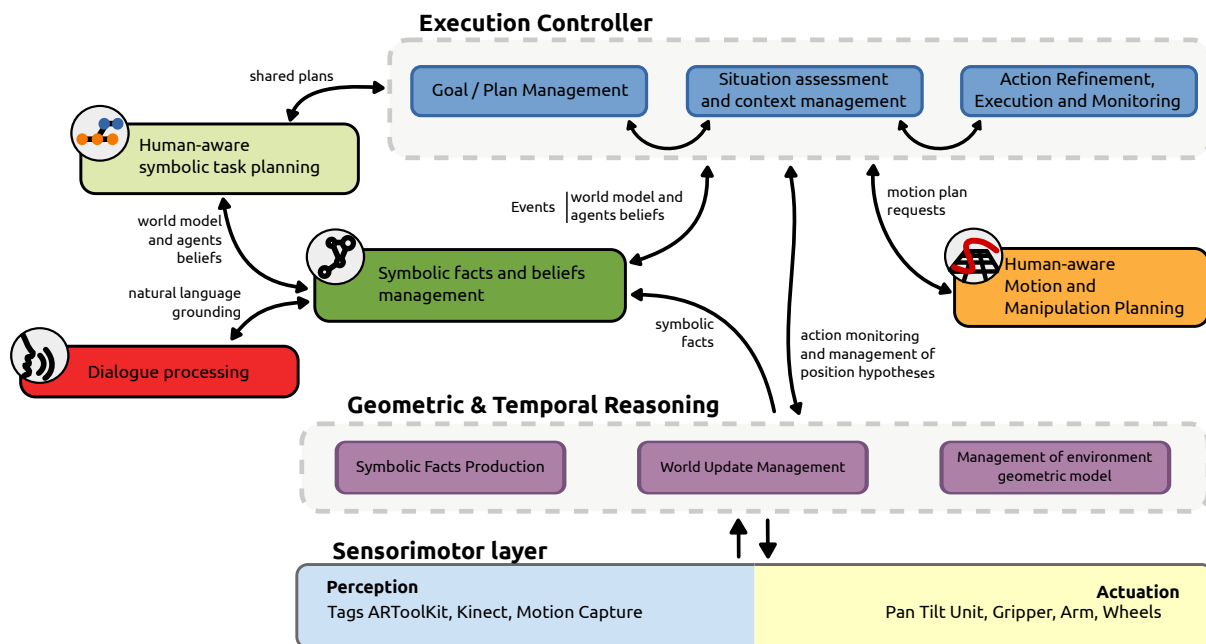 Execution Controller
shared plans
Goal / Plan Management
Situation assessment
and context management
Action Refinement,
Execution and Monitoring
Human-aware
symbolic task planning
world model
and agents
beliefs
Events
world model and
agents beliefs
motion plan
requests
Symbolic facts and beliefs
management
Human-aware
Motion and
Manipulation Planning
natural language
grounding
Dialogue processing
symbolic
facts
action monitoring
and management of
position hypotheses
Geometric & Temporal Reasoning
Symbolic Facts Production
World Update Management
Management of environment
geometric model
Sensorimotor layer
Perception
Tags ARToolKit, Kinect, Motion Capture
Actuation
Pan Tilt Unit, Gripper, Arm, Wheels